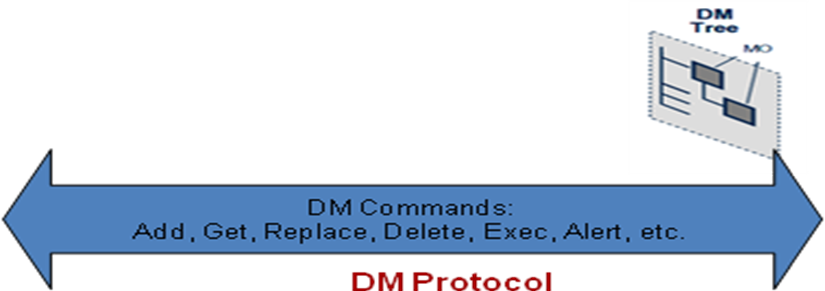 DM
Tree
MO
DM Commands:
Add, Get, Replace, Delete, Exec, Alert, etc.
DM Protocol